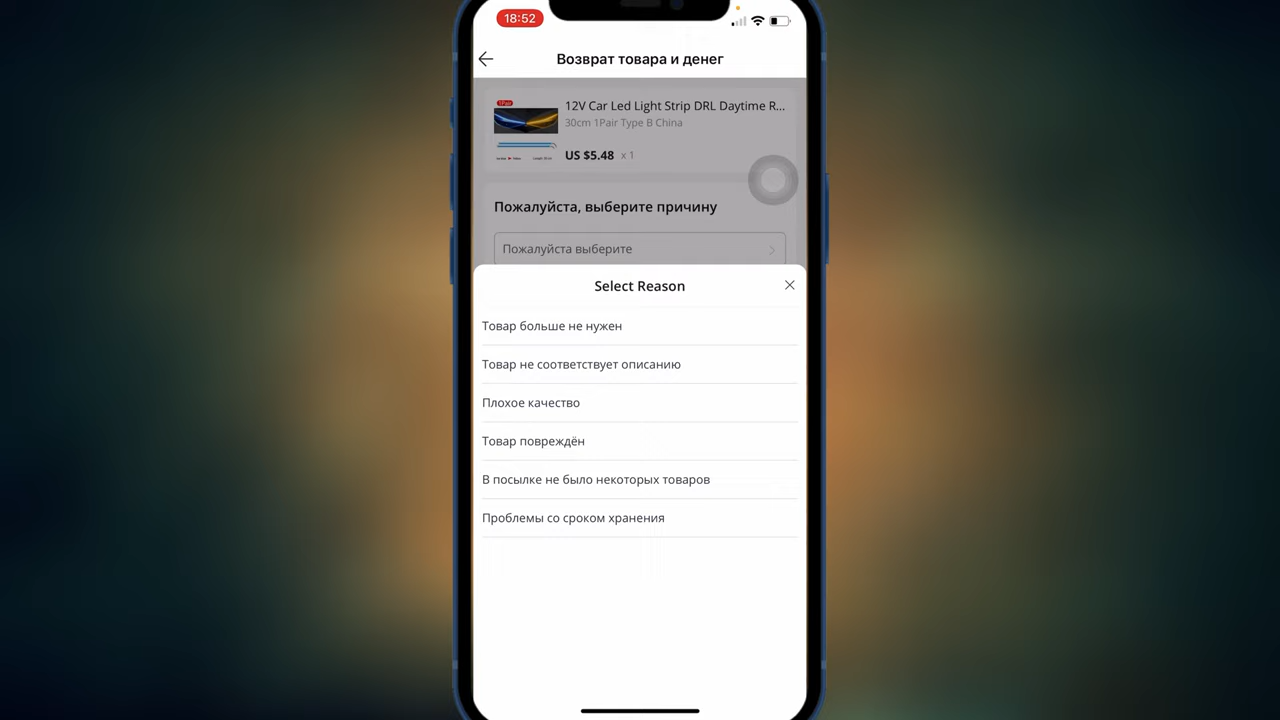 18:52
Возврат товара и денег
1Pair
12V Car Led Light Strip DRL Daytime R...
30cm 1Pair Type B China
US $5.48 x 1
Пожалуйста, выберите причину
Пожалуйста выберите
Select Reason
Товар больше не нужен
Товар не соответствует описанию
Плохое качество
Товар повреждён
В посылке не было некоторых товаров
Проблемы со сроком хранения